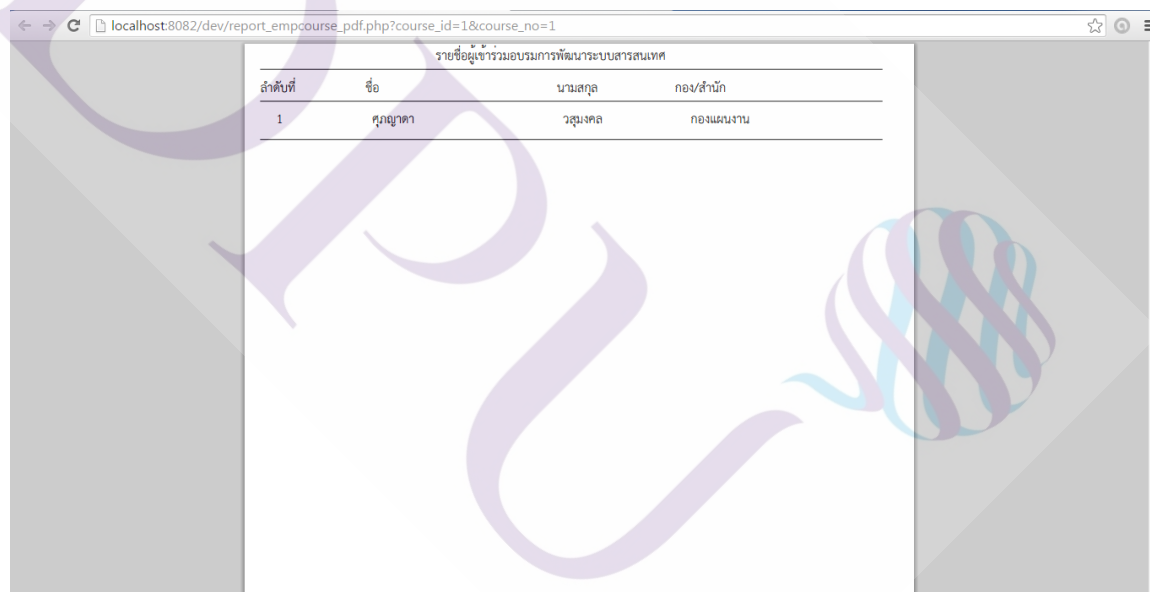 localhost:8082/dev/report_empcourse_pdf.php?course_id=1&course_no=1
รายชื่อผู้เข้าร่วมอบรมการพัฒนาระบบสารสนเทศ
ลำดับที่ ชื่อ นามสกุล กอง/สำนัก
1 ศุภญาดา วสุมงคล กองแผนงาน
DPU